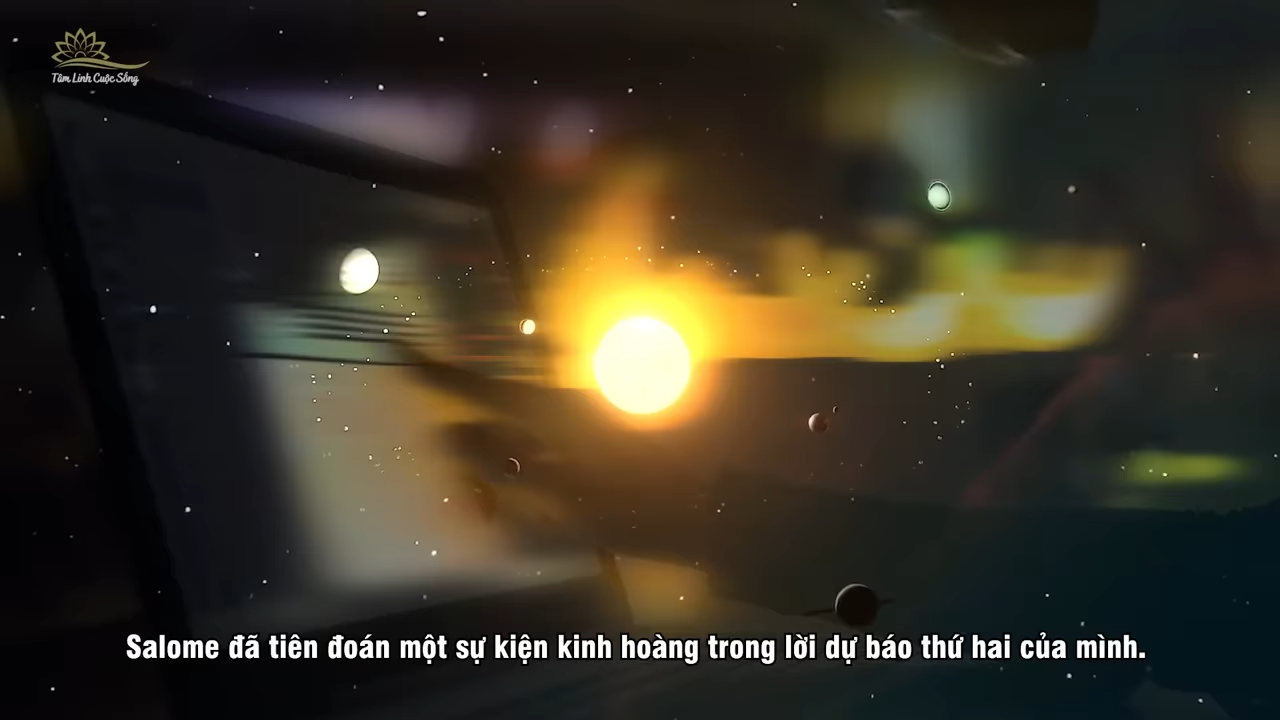 Tâm Linh Cuộc Sống
Salome đã tiên đoán một sự kiện kinh hoàng trong lời dự báo thứ hai của mình.